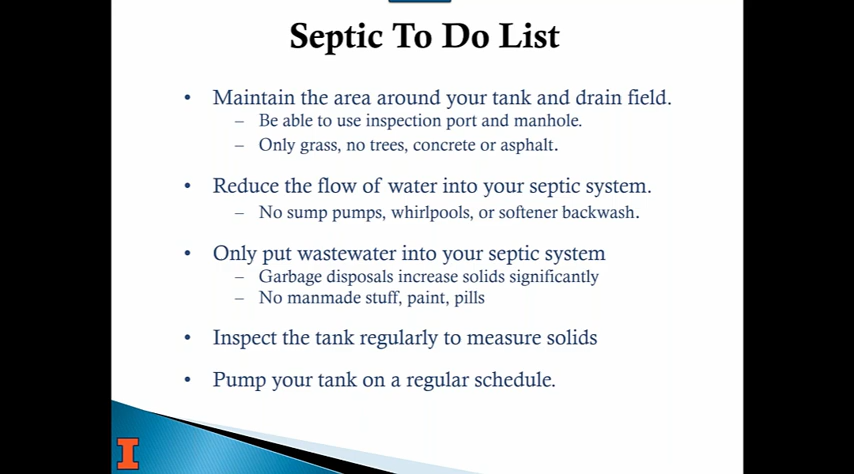 Septic To Do List
• Maintain the area around your tank and drain field.
– Be able to use inspection port and manhole.
– Only grass, no trees, concrete or asphalt.
• Reduce the flow of water into your septic system.
– No sump pumps, whirlpools, or softener backwash.
• Only put wastewater into your septic system
– Garbage disposals increase solids significantly
– No manmade stuff, paint, pills
• Inspect the tank regularly to measure solids
• Pump your tank on a regular schedule.
I